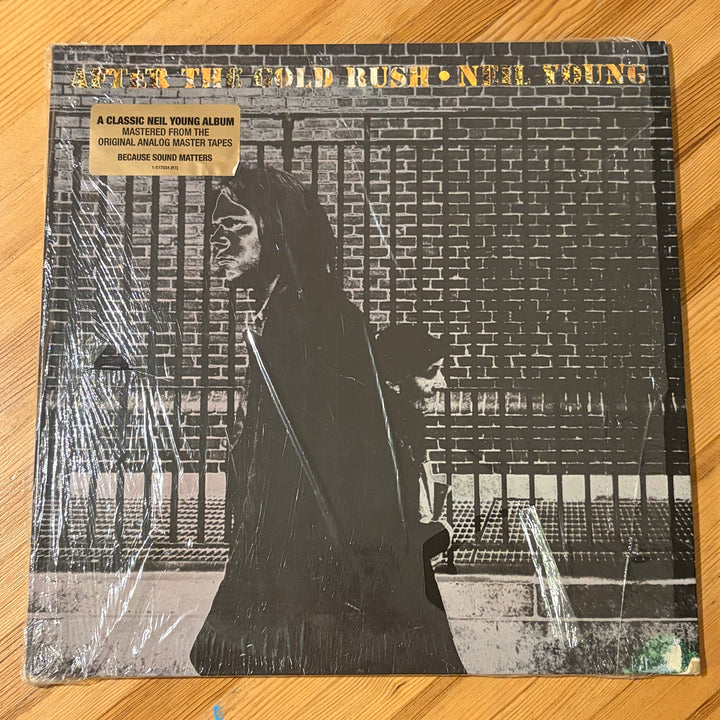 AFTER THE GOLD RUSH • NEIL YOUNG
A CLASSIC NEIL YOUNG ALBUM
MASTERED FROM THE
ORIGINAL ANALOG MASTER TAPES
BECAUSE SOUND MATTERS